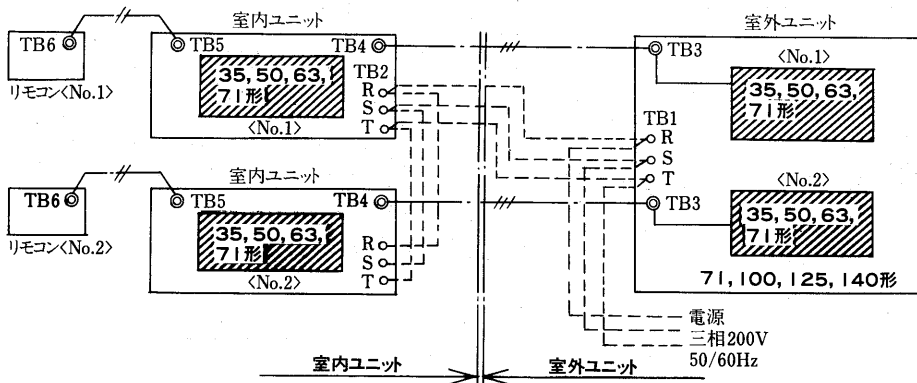 室内ユニット
室外ユニット
TB6
TB5
TB4
TB3
リモコン<No.1>
35, 50, 63,
71形
<No.1>
TB2
R
S
T
<No.1>
35, 50, 63,
71形
TB1
R
S
T
室内ユニット
TB6
TB5
TB4
TB3
リモコン<No.2>
35, 50, 63,
71形
<No.2>
R
S
T
<No.2>
35, 50, 63,
71形
71, 100, 125, 140形
電源
三相200V
50/60Hz
室内ユニット
室外ユニット